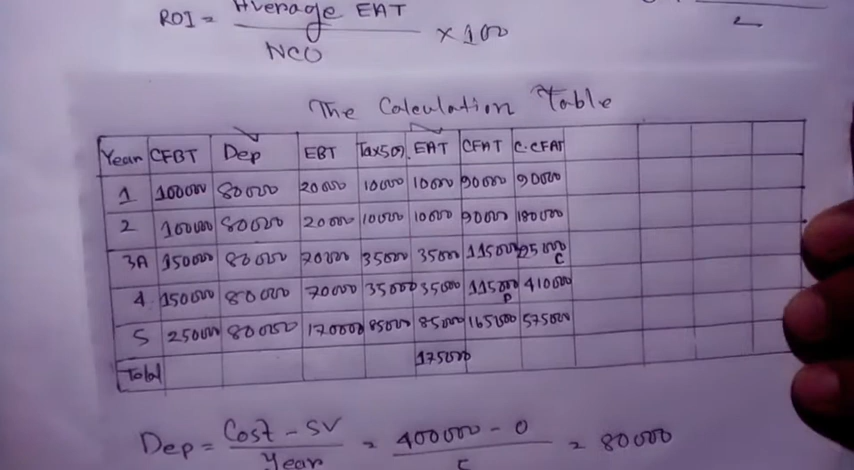 ROI = Average EAT
NCO × 100
2
The Calculation Table
Year CFBT Dep EBT Tax50% EAT CFAT C.CFAT
1 100000 80000 20000 10000 10000 90000 90000
2 100000 80000 20000 10000 10000 90000 180000
3A 150000 80000 70000 35000 35000 115000 295000
C
4 150000 80000 70000 35000 35000 115000 410000
D
5 250000 80000 170000 85000 85000 165000 575000
Total 175000
Dep = Cost - SV = 400000 - 0 = 80000
Year 5